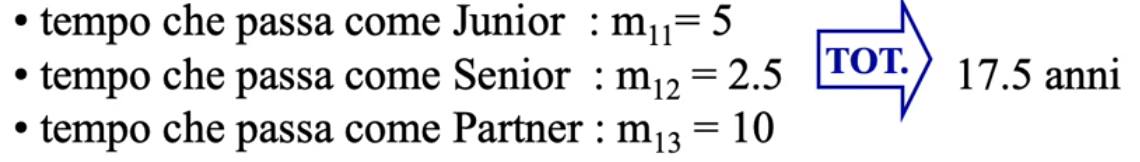 • tempo che passa come Junior : m₁₁= 5
• tempo che passa come Senior : m₁₂ = 2.5 TOT. 17.5 anni
• tempo che passa come Partner : m₁₃ = 10